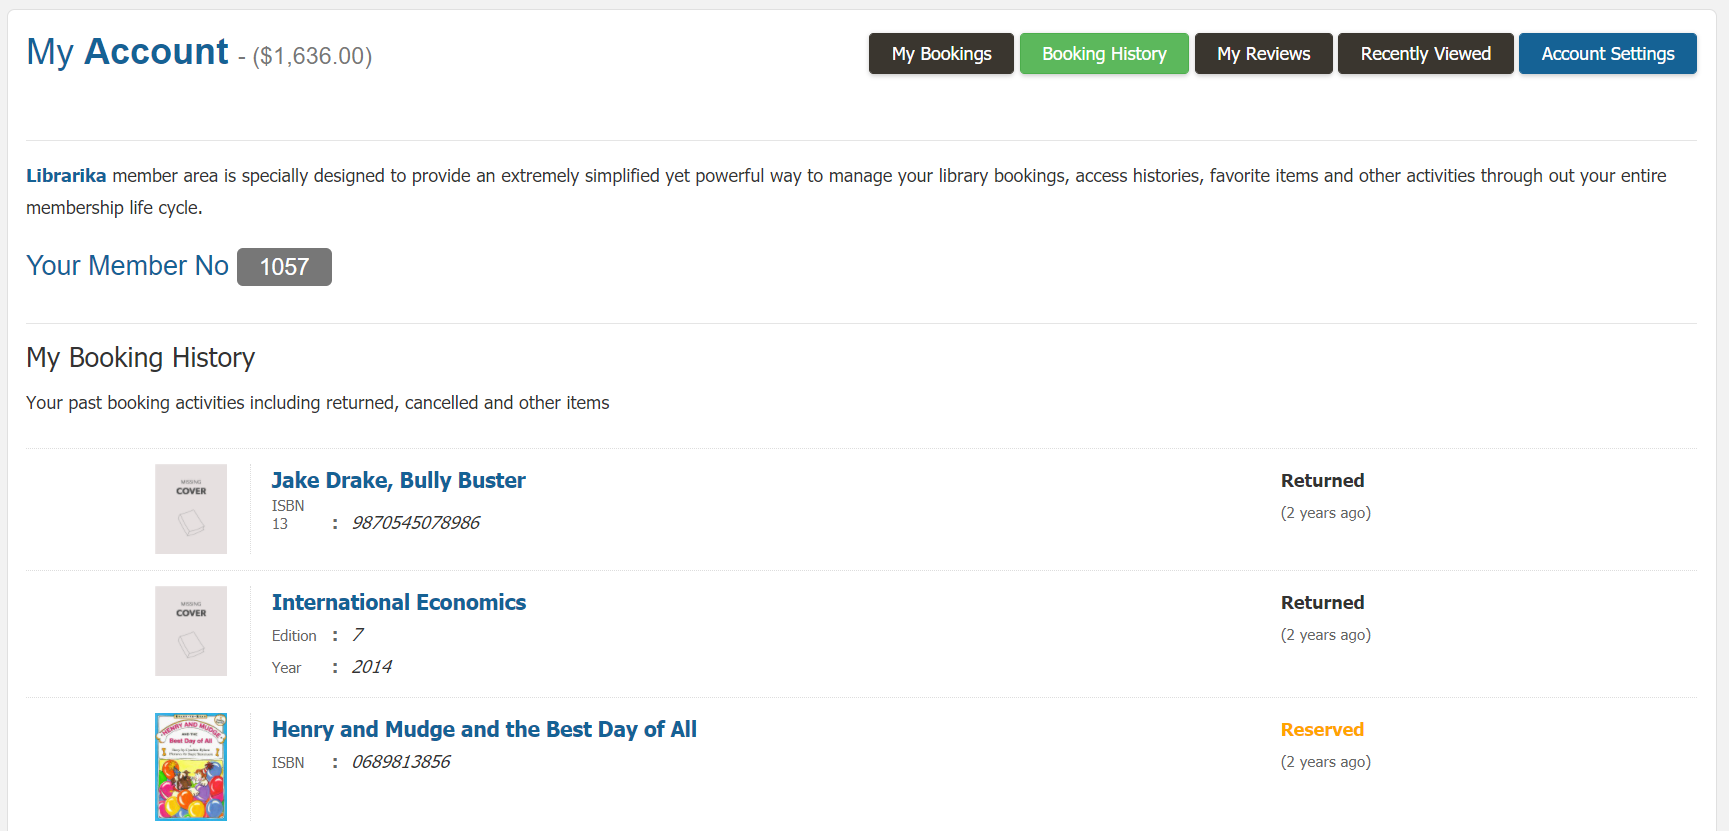 My Account - ($1,636.00)
My Bookings
Booking History
My Reviews
Recently Viewed
Account Settings
Librarika member area is specially designed to provide an extremely simplified yet powerful way to manage your library bookings, access histories, favorite items and other activities through out your entire
membership life cycle.
Your Member No 1057
My Booking History
Your past booking activities including returned, cancelled and other items
MISSING
COVER
Jake Drake, Bully Buster
ISBN
13 : 9870545078986
Returned
(2 years ago)
MISSING
COVER
International Economics
Edition : 7
Year : 2014
Returned
(2 years ago)
HENRY AND MUDGE
AND THE
Best Day of All
Henry and Mudge and the Best Day of All
ISBN : 0689813856
Reserved
(2 years ago)